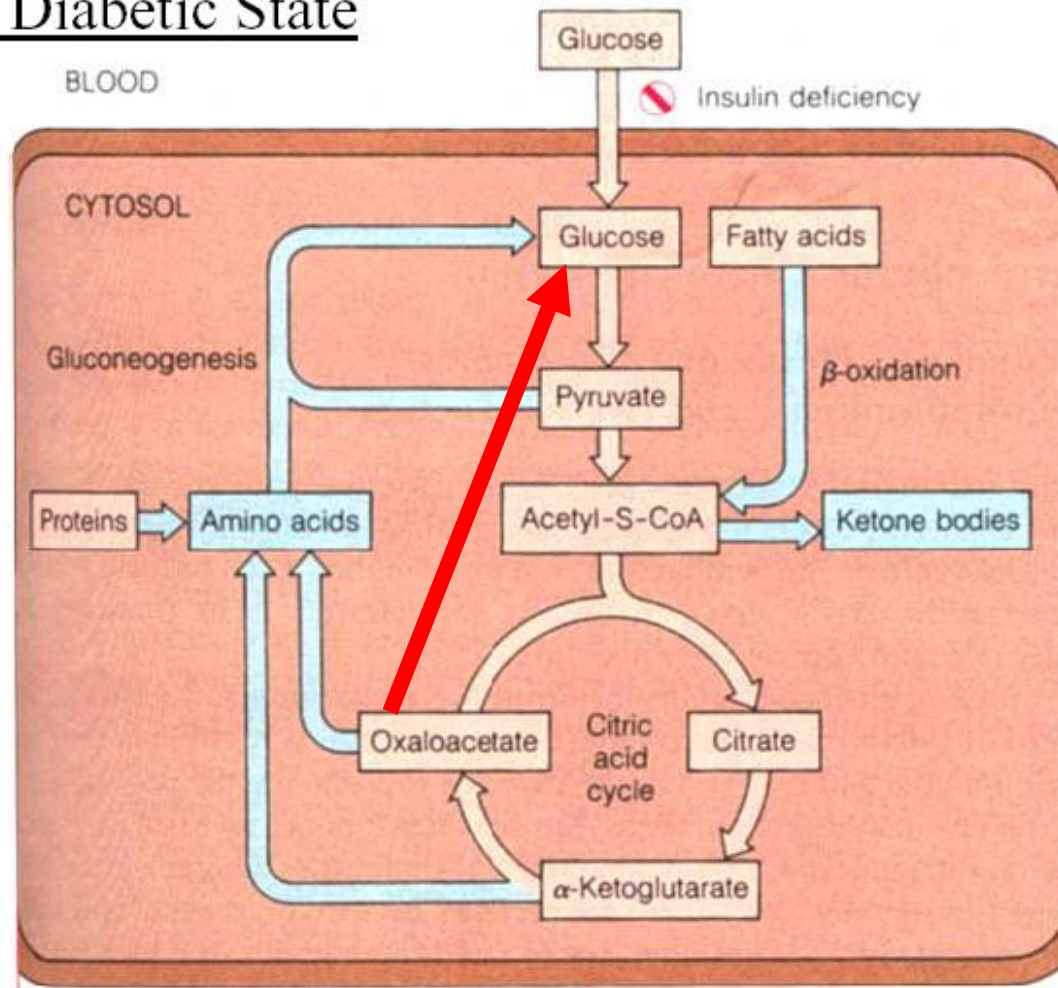 Diabetic State
BLOOD
Glucose
Insulin deficiency
CYTOSOL
Glucose
Fatty acids
Gluconeogenesis
β-oxidation
Pyruvate
Proteins
Amino acids
Acetyl-S-CoA
Ketone bodies
Oxaloacetate
Citric
acid
cycle
Citrate
α-Ketoglutarate